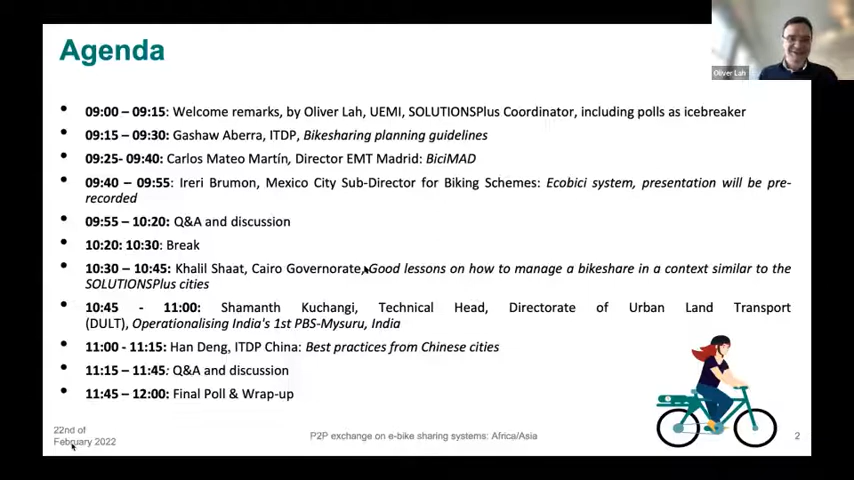 Agenda
Oliver Lah
• 09:00 – 09:15: Welcome remarks, by Oliver Lah, UEMI, SOLUTIONSPlus Coordinator, including polls as icebreaker
• 09:15 – 09:30: Gashaw Aberra, ITDP, Bikesharing planning guidelines
• 09:25- 09:40: Carlos Mateo Martín, Director EMT Madrid: BiciMAD
• 09:40 – 09:55: Ireri Brumon, Mexico City Sub-Director for Biking Schemes: Ecobici system, presentation will be pre-
recorded
• 09:55 – 10:20: Q&A and discussion
• 10:20: 10:30: Break
• 10:30 – 10:45: Khalil Shaat, Cairo Governorate, Good lessons on how to manage a bikeshare in a context similar to the
SOLUTIONSPlus cities
• 10:45 - 11:00: Shamanth Kuchangi, Technical Head, Directorate of Urban Land Transport
(DULT), Operationalising India's 1st PBS-Mysuru, India
• 11:00 - 11:15: Han Deng, ITDP China: Best practices from Chinese cities
• 11:15 – 11:45: Q&A and discussion
• 11:45 – 12:00: Final Poll & Wrap-up
22nd of
February 2022
P2P exchange on e-bike sharing systems: Africa/Asia
2